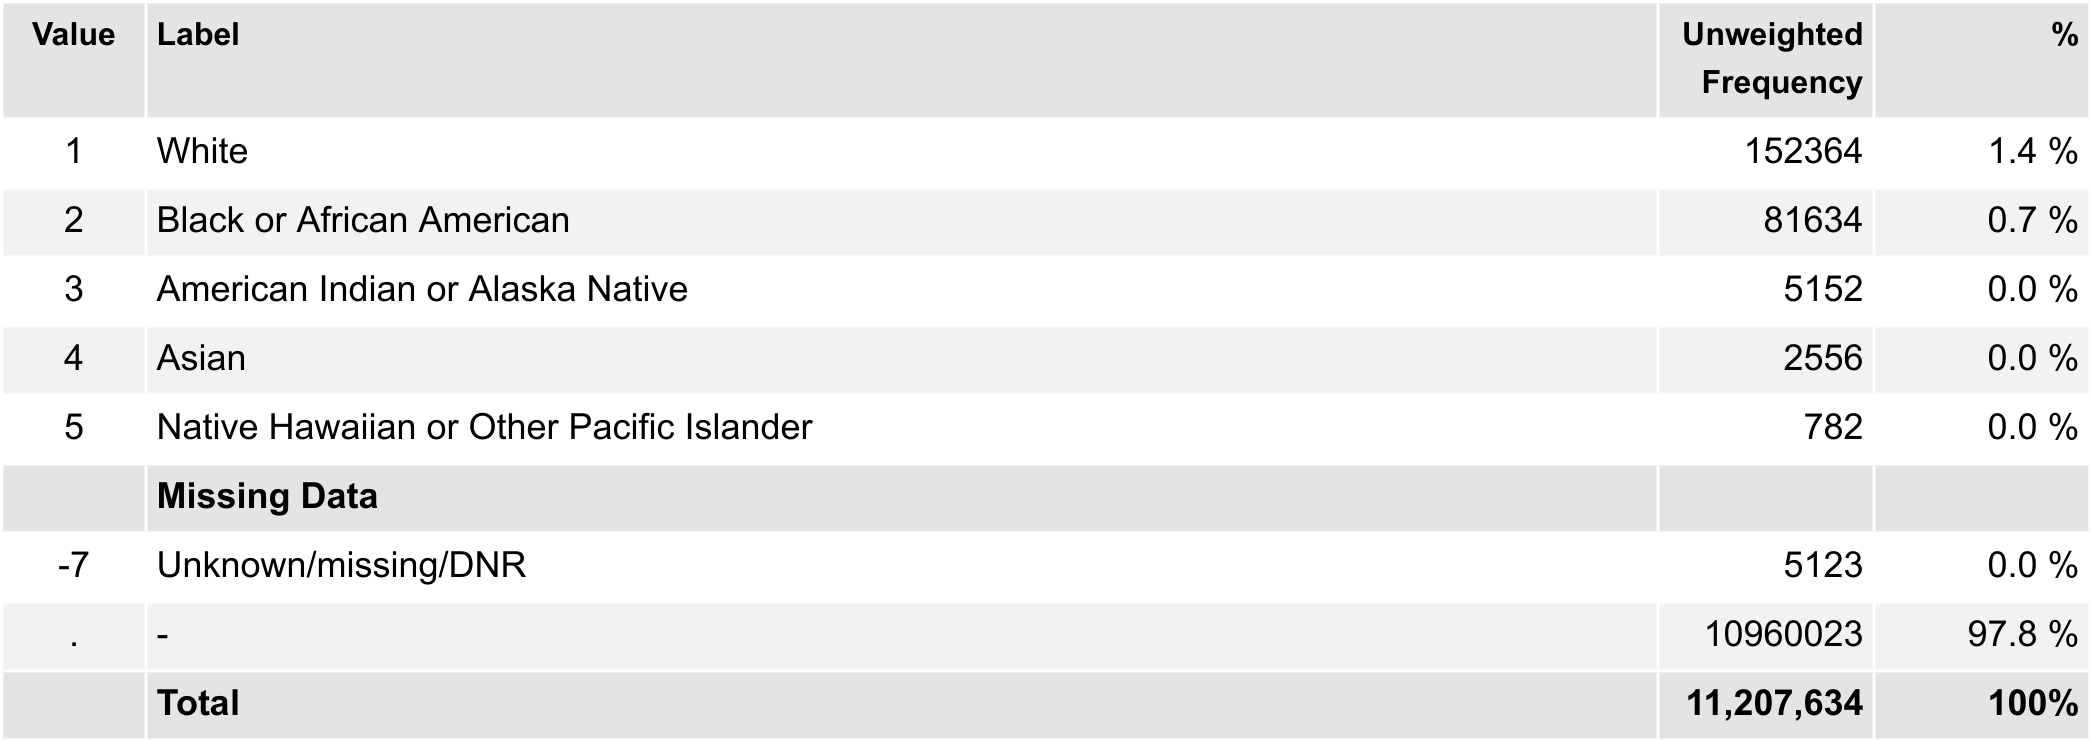 Value Label Unweighted Frequency %
1 White 152364 1.4 %
2 Black or African American 81634 0.7 %
3 American Indian or Alaska Native 5152 0.0 %
4 Asian 2556 0.0 %
5 Native Hawaiian or Other Pacific Islander 782 0.0 %
Missing Data
-7 Unknown/missing/DNR 5123 0.0 %
. - 10960023 97.8 %
Total 11,207,634 100%